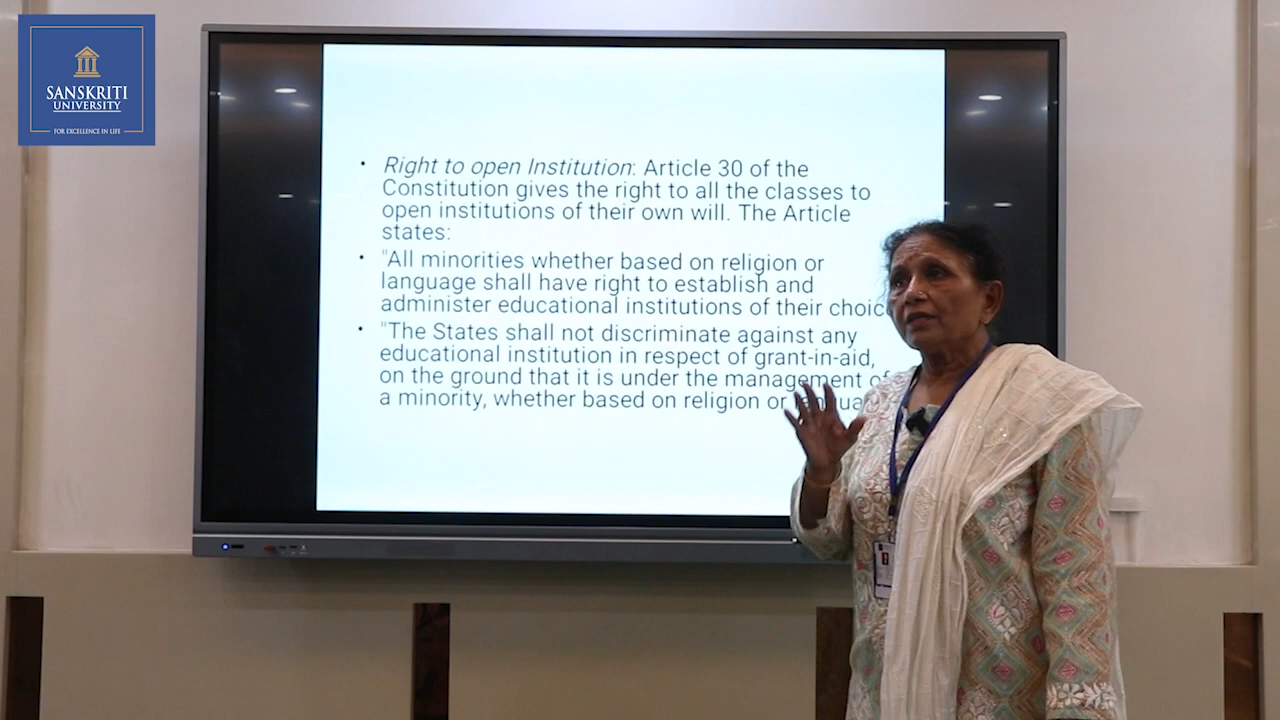 SANSKRITI
UNIVERSITY
FOR EXCELLENCE IN LIFE
• Right to open Institution: Article 30 of the
Constitution gives the right to all the classes to
open institutions of their own will. The Article
states:
• "All minorities whether based on religion or
language shall have right to establish and
administer educational institutions of their choic
• "The States shall not discriminate against any
educational institution in respect of grant-in-aid,
on the ground that it is under the management of
a minority, whether based on religion or